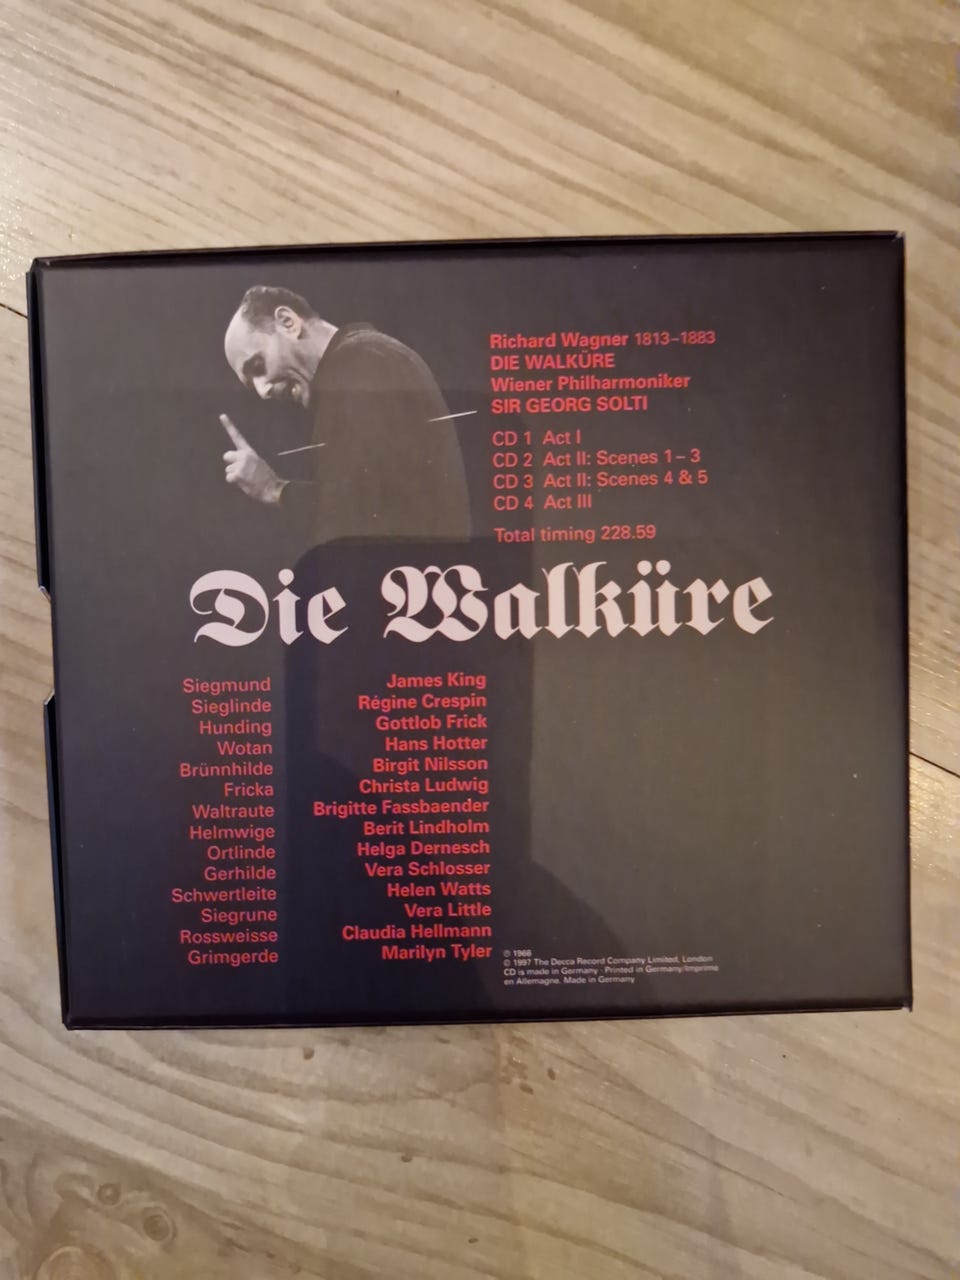 Richard Wagner 1813–1883
DIE WALKÜRE
Wiener Philharmoniker
SIR GEORG SOLTI
CD 1 Act I
CD 2 Act II: Scenes 1 – 3
CD 3 Act II: Scenes 4 & 5
CD 4 Act III
Total timing 228.59
Die Walküre
Siegmund James King
Sieglinde Régine Crespin
Hunding Gottlob Frick
Wotan Hans Hotter
Brünnhilde Birgit Nilsson
Fricka Christa Ludwig
Waltraute Brigitte Fassbaender
Helmwige Berit Lindholm
Ortlinde Helga Dernesch
Gerhilde Vera Schlosser
Schwertleite Helen Watts
Siegrune Vera Little
Rossweisse Claudia Hellmann
Grimgerde Marilyn Tyler
℗ 1966
© 1997 The Decca Record Company Limited, London
CD is made in Germany · Printed in Germany/Imprimé
en Allemagne. Made in Germany